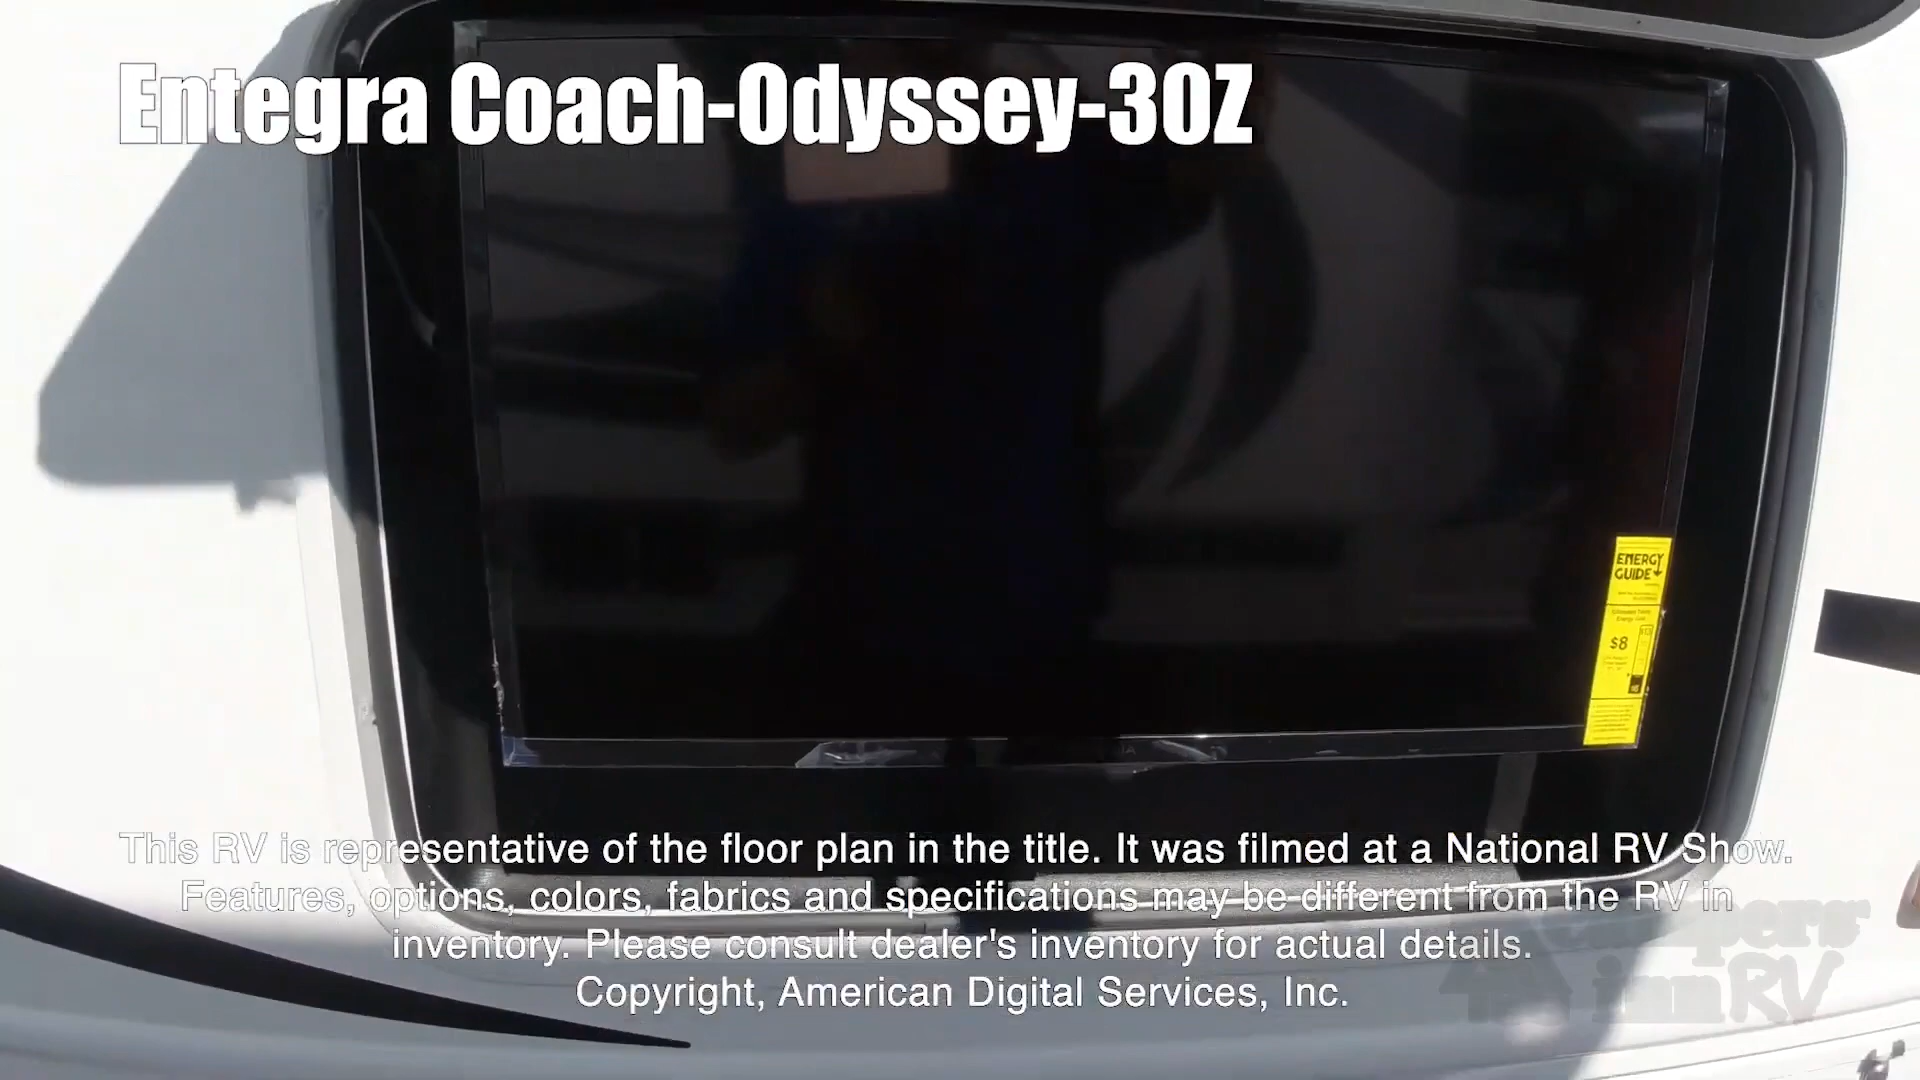 Entegra Coach-Odyssey-30Z
ENERGY
GUIDE
$8
This RV is representative of the floor plan in the title. It was filmed at a National RV Show.
Features, options, colors, fabrics and specifications may be different from the RV in
inventory. Please consult dealer's inventory for actual details.
Copyright, American Digital Services, Inc.
inn RV